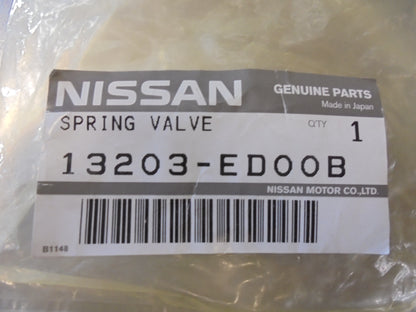 NISSAN GENUINE PARTS
Made in Japan
SPRING VALVE Q'TY 1
13203-ED00B
NISSAN MOTOR CO.,LTD.
B1148